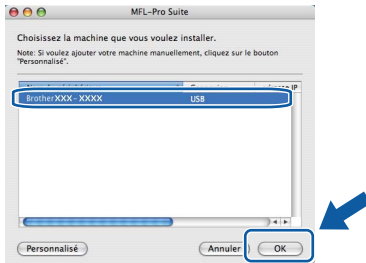 MFL-Pro Suite
Choisissez la machine que vous voulez installer.
Note: Si voulez ajouter votre machine manuellement, cliquez sur le bouton
"Personnalisé".
IP
BrotherXXX-XXXX USB
Personnalisé Annuler OK